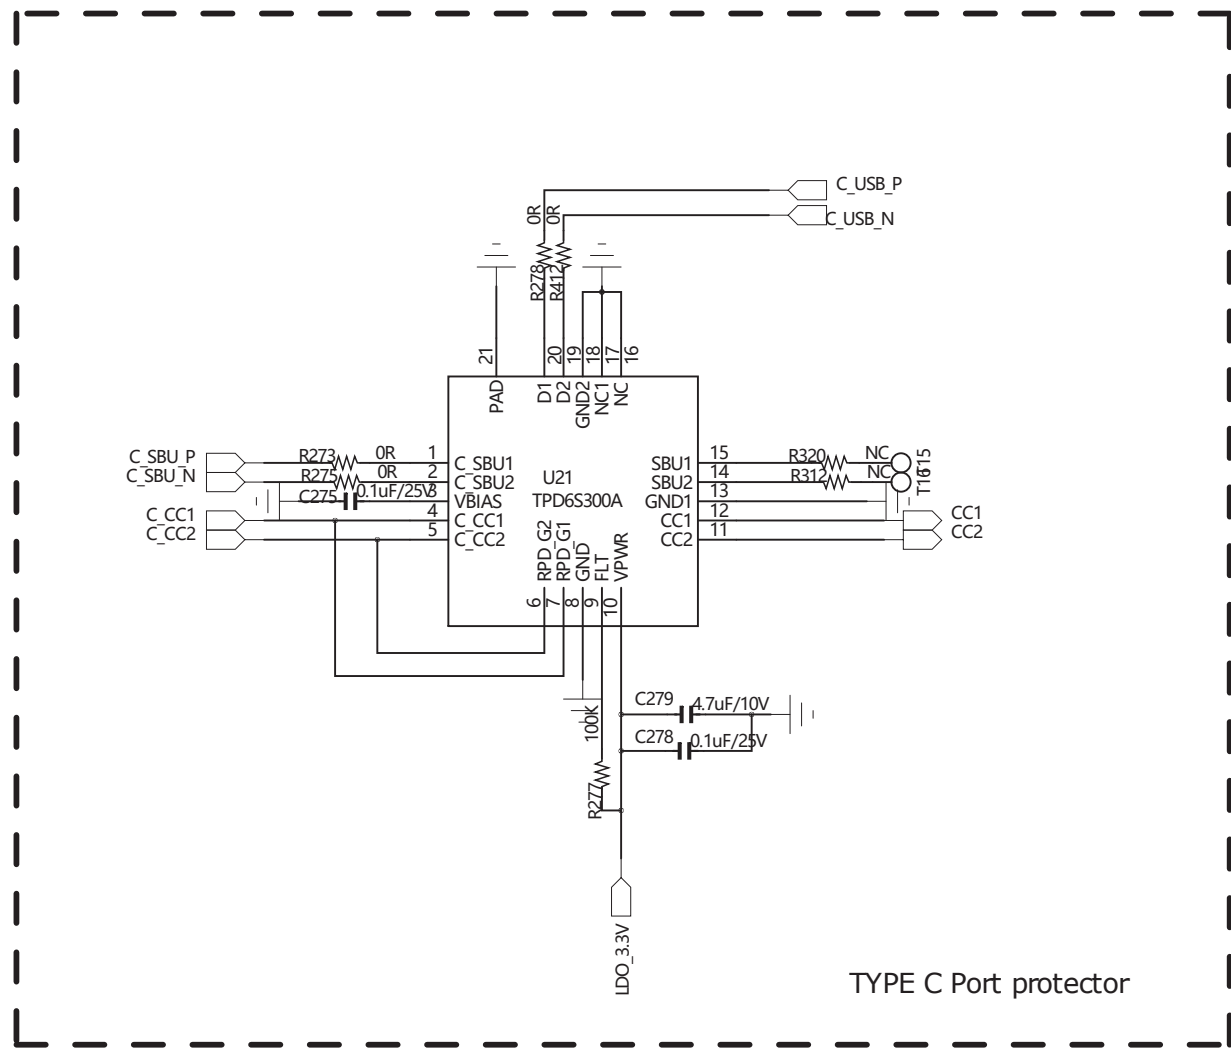 C_USB_P
C_USB_N
0R
0R
R278
R412
21
20
19
18
17
16
PAD
D1
D2
GND2
NC1
NC
C_SBU_P
C_SBU_N
R273
0R
1
R275
0R
2
C275
0.1uF/25V
3
C_CC1
4
C_CC2
5
C_SBU1
C_SBU2
VBIAS
C_CC1
C_CC2
U21
TPD6S300A
SBU1
SBU2
GND1
CC1
CC2
15
14
13
12
11
R320
NC
T15
R312
NC
T16
CC1
CC2
RPD_G2
RPD_G1
GND
FLT
VPWR
6
7
8
9
10
C279
4.7uF/10V
C278
0.1uF/25V
100K
R277
LDO_3.3V
TYPE C Port protector